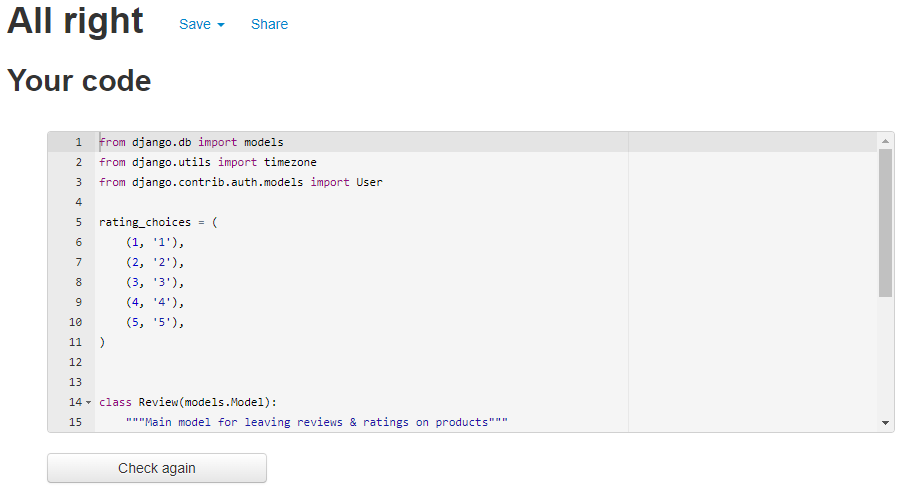 All right Save Share
Your code
1 from django.db import models
2 from django.utils import timezone
3 from django.contrib.auth.models import User
4
5 rating_choices = (
6     (1, '1'),
7     (2, '2'),
8     (3, '3'),
9     (4, '4'),
10     (5, '5'),
11 )
12
13
14 class Review(models.Model):
15     """Main model for leaving reviews & ratings on products"""
Check again